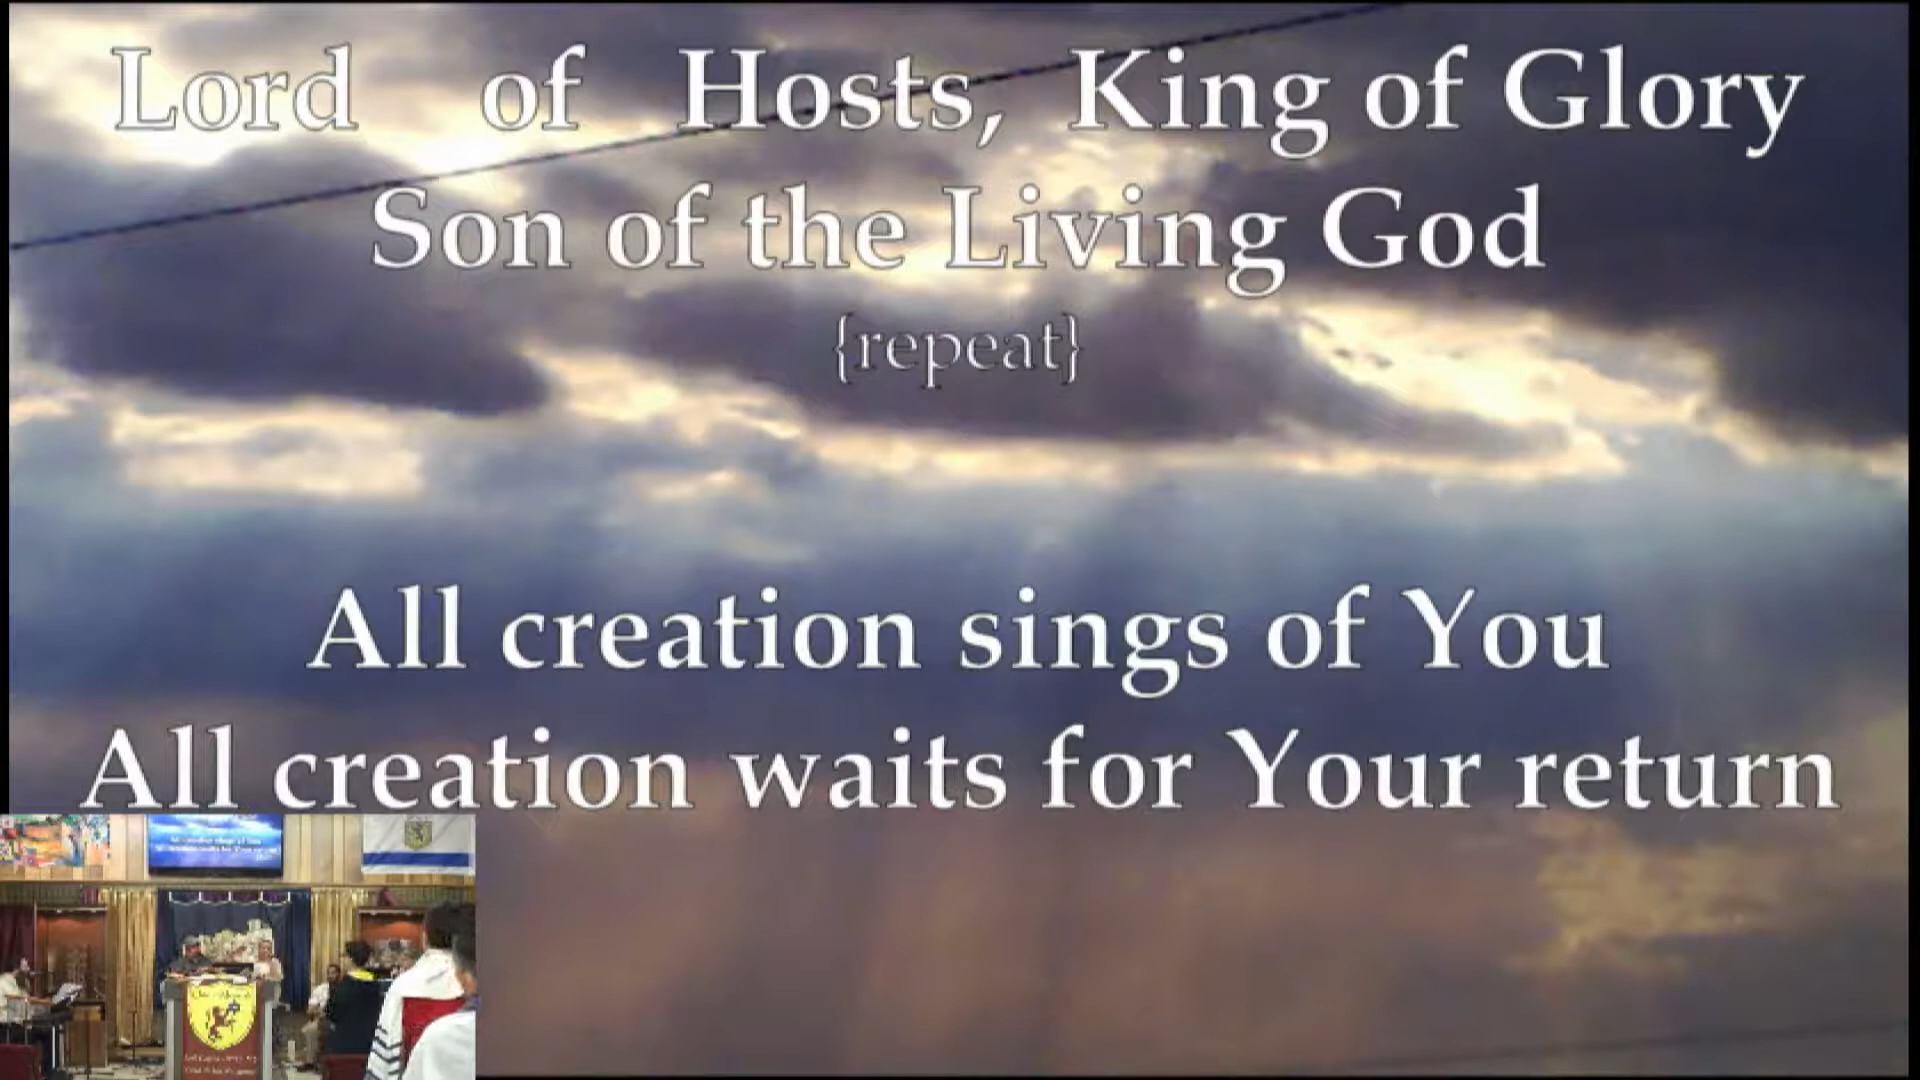 Lord of Hosts, King of Glory
Son of the Living God
{repeat}
All creation sings of You
All creation waits for Your return